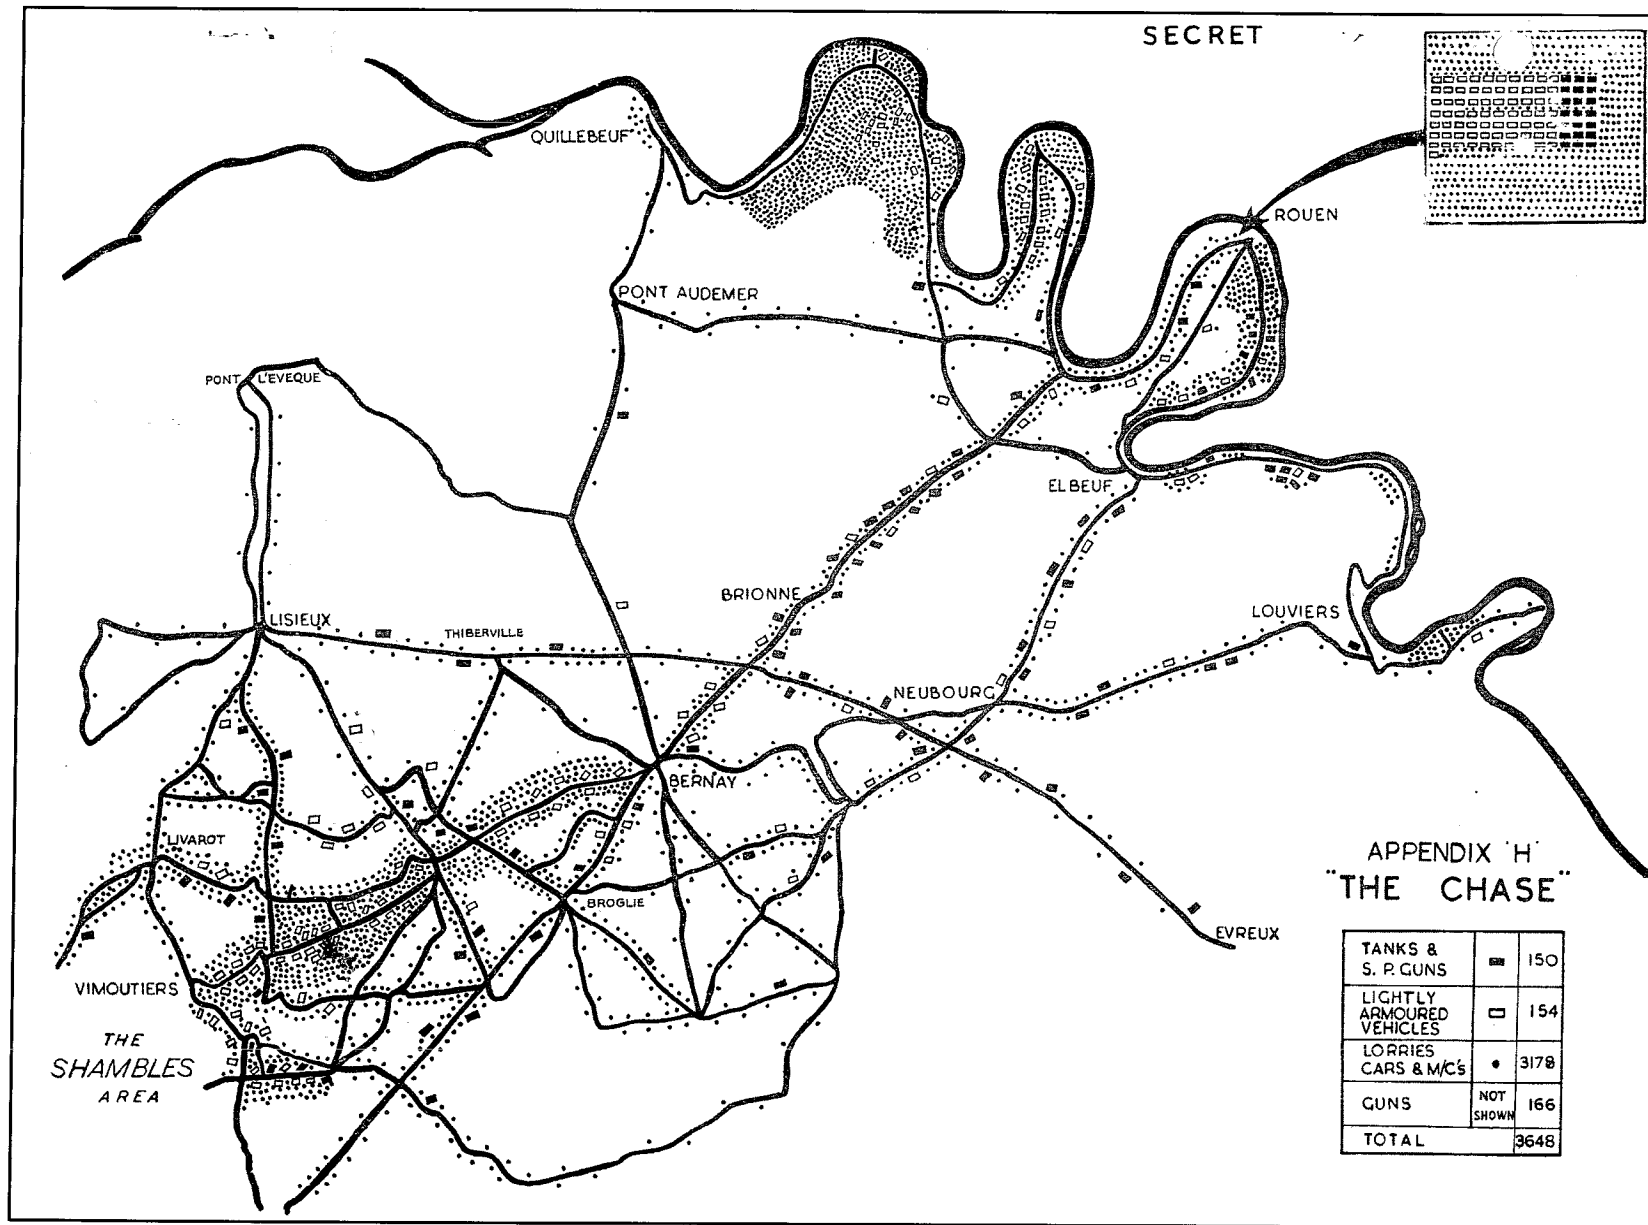 SECRET
QUILLEBEUF
ROUEN
PONT AUDEMER
PONT L'EVEQUE
ELBEUF
BRIONNE
LOUVIERS
LISIEUX
THIBERVILLE
NEUBOURG
BERNAY
LIVAROT
BROGLIE
EVREUX
VIMOUTIERS
THE
SHAMBLES
AREA
APPENDIX 'H'
"THE CHASE"
TANKS &
S. P. GUNS 150
LIGHTLY
ARMOURED
VEHICLES 154
LORRIES
CARS & M/C's 3178
GUNS NOT SHOWN 166
TOTAL 3648